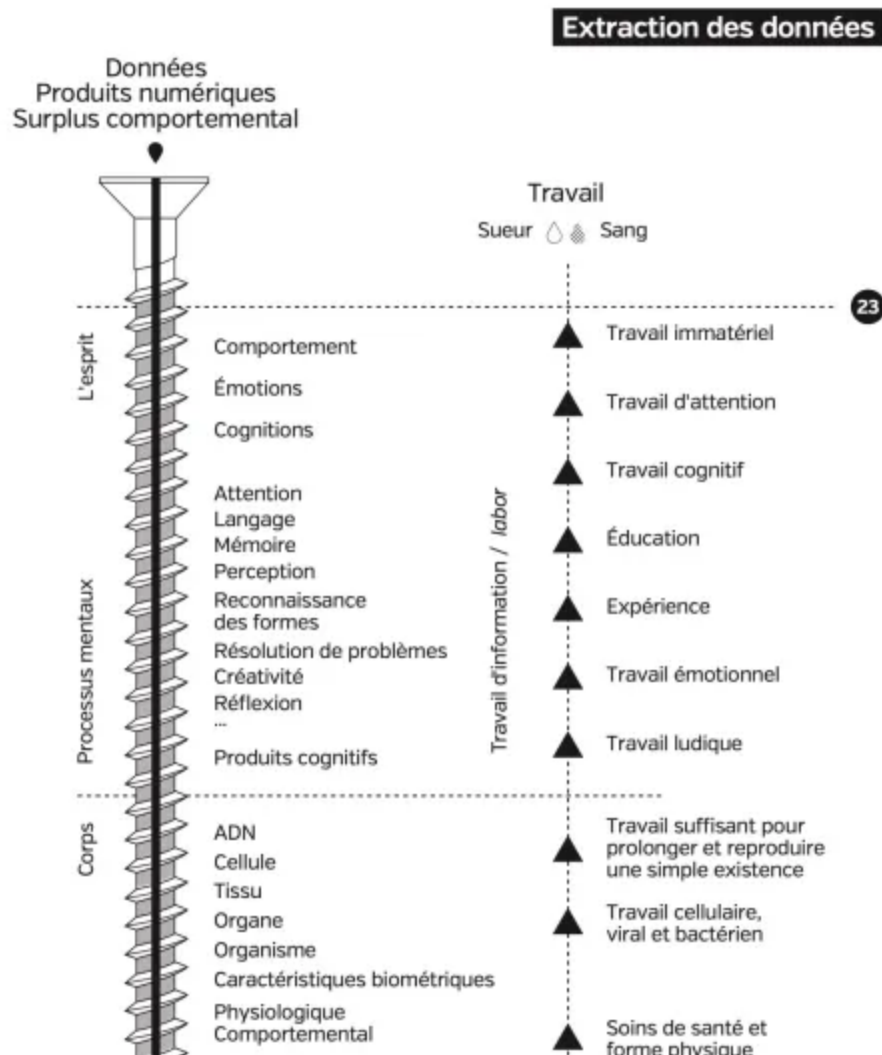 Extraction des données
Données
Produits numériques
Surplus comportemental
Travail
Sueur Sang
23
L'esprit
Comportement
Émotions
Cognitions
Processus mentaux
Attention
Langage
Mémoire
Perception
Reconnaissance
des formes
Résolution de problèmes
Créativité
Réflexion
...
Produits cognitifs
Travail d'information / labor
Travail immatériel
Travail d'attention
Travail cognitif
Éducation
Expérience
Travail émotionnel
Travail ludique
Corps
ADN
Cellule
Tissu
Organe
Organisme
Caractéristiques biométriques
Physiologique
Comportemental
Travail suffisant pour
prolonger et reproduire
une simple existence
Travail cellulaire,
viral et bactérien
Soins de santé et
forme physique